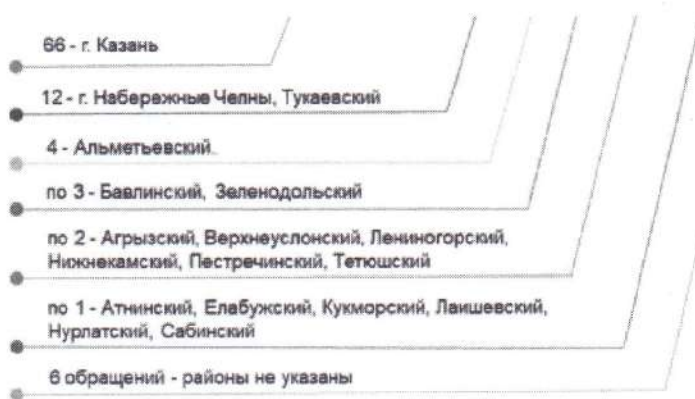 66 - г. Казань
12 - г. Набережные Челны, Тукаевский
4 - Альметьевский.
по 3 - Бавлинский, Зеленодольский
по 2 - Агрызский, Верхнеуслонский, Лениногорский,
Нижнекамский, Пестречинский, Тетюшский
по 1 - Атнинский, Елабужский, Кукморский, Лаишевский,
Нурлатский, Сабинский
6 обращений - районы не указаны